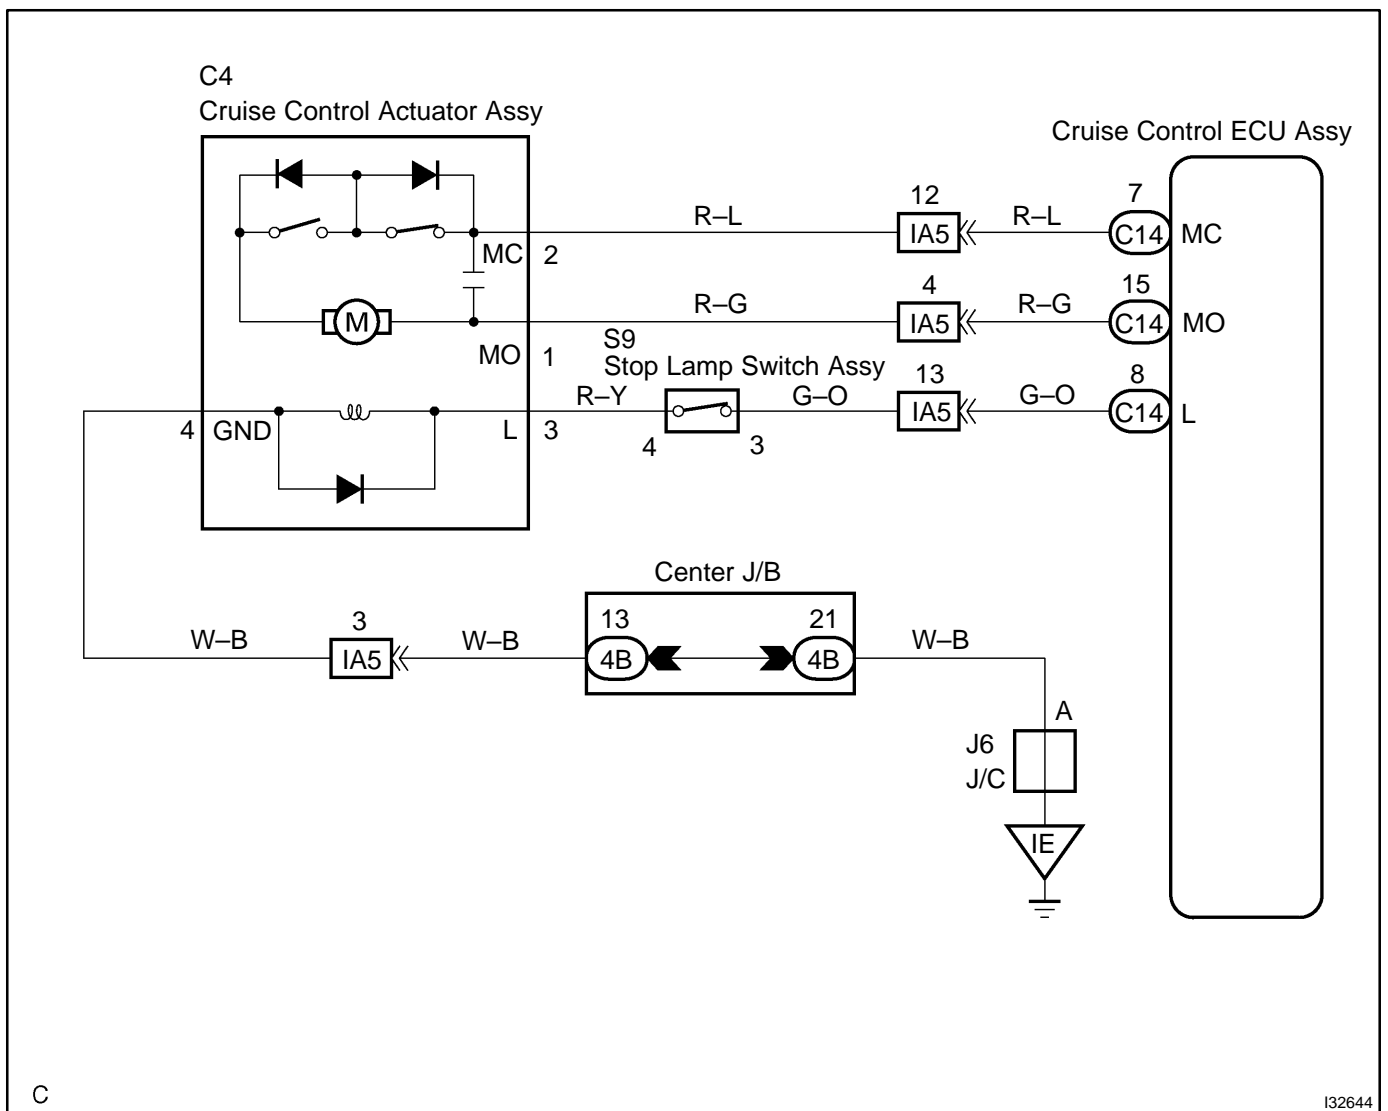 C4
Cruise Control Actuator Assy
Cruise Control ECU Assy
R–L
12
IA5
R–L
7
C14
MC
MC
2
R–G
4
IA5
R–G
15
C14
MO
M
MO
1
S9
Stop Lamp Switch Assy
R–Y
G–O
13
IA5
G–O
8
C14
L
4
GND
L
3
4
3
Center J/B
W–B
3
IA5
W–B
13
4B
21
4B
W–B
A
J6
J/C
IE
C
I32644